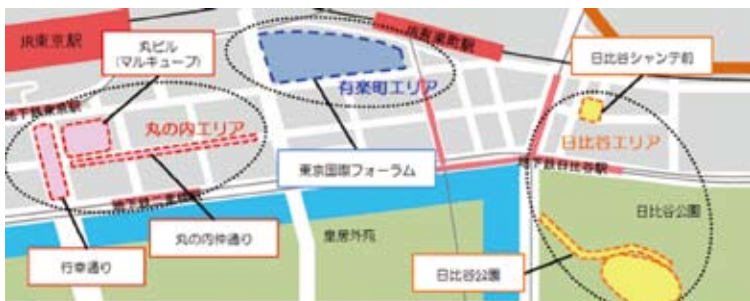 JR東京駅
丸ビル
(マルキューブ)
JR有楽町駅
日比谷シャンテ前
有楽町エリア
地下鉄東京駅
丸の内エリア
日比谷エリア
東京国際フォーラム
地下鉄日比谷駅
地下鉄二重橋駅
丸の内仲通り
皇居外苑
日比谷公園
行幸通り
日比谷公園